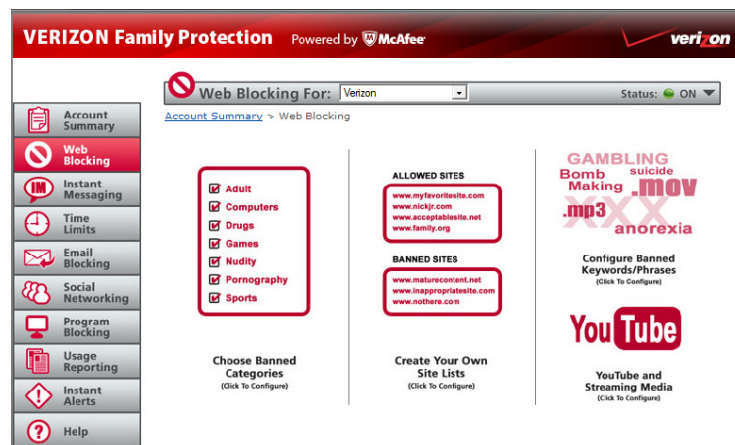 VERIZON Family Protection Powered by McAfee
verizon
Web Blocking For: Verizon
Status: ON
Account Summary > Web Blocking
Account
Summary
Web
Blocking
IM
Instant
Messaging
Time
Limits
Email
Blocking
Social
Networking
Program
Blocking
Usage
Reporting
Instant
Alerts
? Help
Adult
Computers
Drugs
Games
Nudity
Pornography
Sports
Choose Banned
Categories
(Click To Configure)
ALLOWED SITES
www.myfavoritesite.com
www.nickjr.com
www.acceptablesite.net
www.family.org
BANNED SITES
www.maturecontent.net
www.inappropriatesite.com
www.nothere.com
Create Your Own
Site Lists
(Click To Configure)
GAMBLING
Bomb suicide
Making .mov
.mp3 XXX
anorexia
Configure Banned
Keywords/Phrases
(Click To Configure)
YouTube
YouTube and
Streaming Media
(Click To Configure)